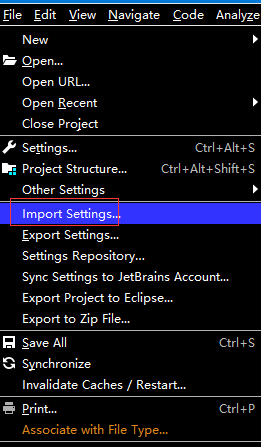 File Edit View Navigate Code Analyze
New
Open...
Open URL...
Open Recent
Close Project
Settings... Ctrl+Alt+S
Project Structure... Ctrl+Alt+Shift+S
Other Settings
Import Settings...
Export Settings...
Settings Repository...
Sync Settings to JetBrains Account...
Export Project to Eclipse...
Export to Zip File...
Save All Ctrl+S
Synchronize
Invalidate Caches / Restart...
Print... Ctrl+P
Associate with File Type...